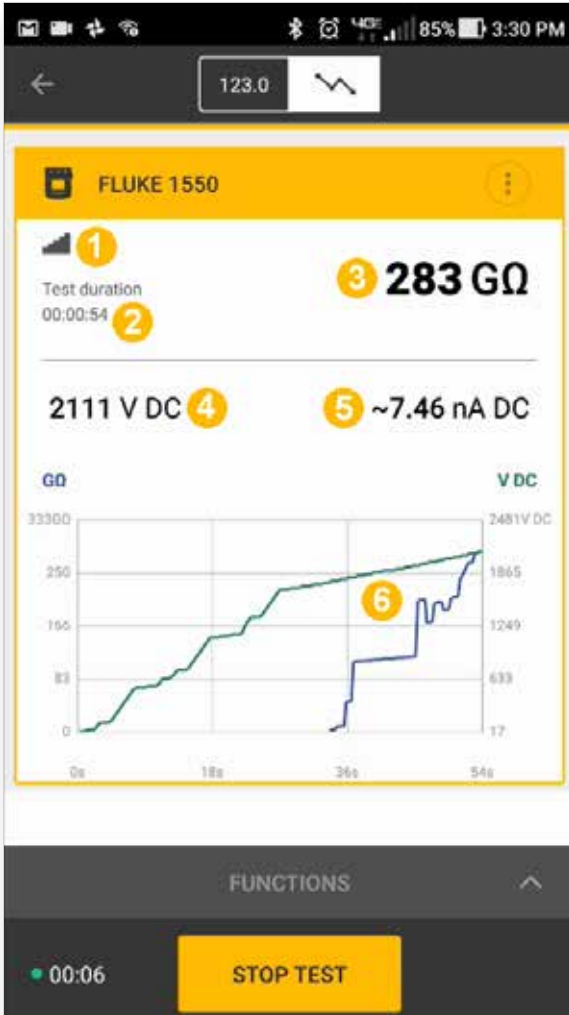 4GE 85% 3:30 PM
123.0
FLUKE 1550
1
Test duration
00:00:54 2
3 283 GΩ
2111 V DC 4
5 ~7.46 nA DC
GΩ V DC
333GΩ 2481V DC
250 1865
6
166 1249
83 633
0 17
0s 18s 36s 54s
FUNCTIONS
00:06 STOP TEST